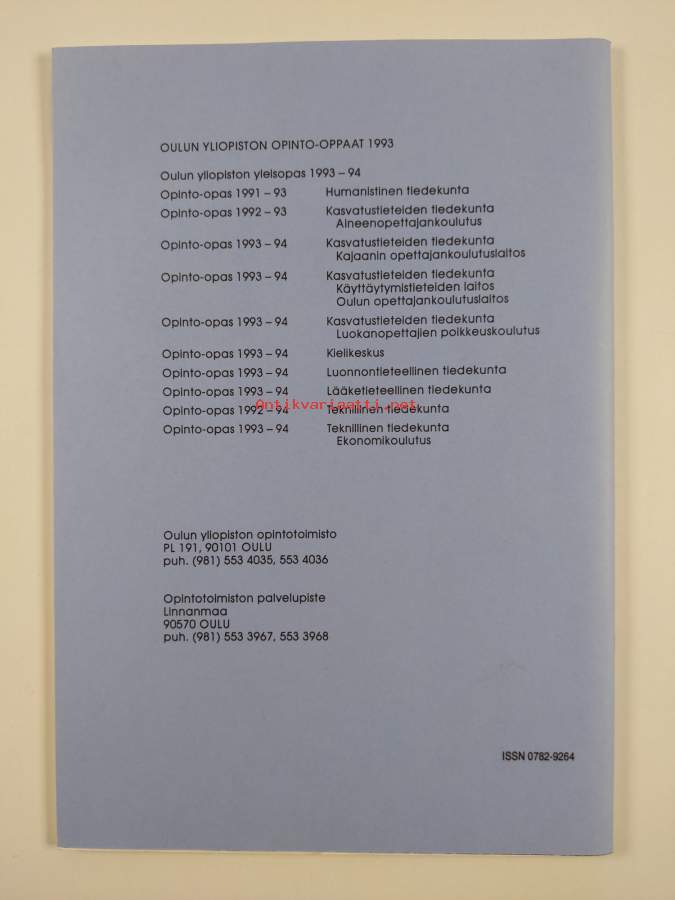 OULUN YLIOPISTON OPINTO-OPPAAT 1993
Oulun yliopiston yleisopas 1993 – 94
Opinto-opas 1991 – 93 Humanistinen tiedekunta
Opinto-opas 1992 – 93 Kasvatustieteiden tiedekunta
Aineenopettajankoulutus
Opinto-opas 1993 – 94 Kasvatustieteiden tiedekunta
Kajaanin opettajankoulutuslaitos
Opinto-opas 1993 – 94 Kasvatustieteiden tiedekunta
Käyttäytymistieteiden laitos
Oulun opettajankoulutuslaitos
Opinto-opas 1993 – 94 Kasvatustieteiden tiedekunta
Luokanopettajien poikkeuskoulutus
Opinto-opas 1993 – 94 Kielikeskus
Opinto-opas 1993 – 94 Luonnontieteellinen tiedekunta
Opinto-opas 1993 – 94 Lääketieteellinen tiedekunta
Antikvariaatti.net
Opinto-opas 1992 – 94 Teknillinen tiedekunta
Opinto-opas 1993 – 94 Teknillinen tiedekunta
Ekonomikoulutus
Oulun yliopiston opintotoimisto
PL 191, 90101 OULU
puh. (981) 553 4035, 553 4036
Opintotoimiston palvelupiste
Linnanmaa
90570 OULU
puh. (981) 553 3967, 553 3968
ISSN 0782-9264